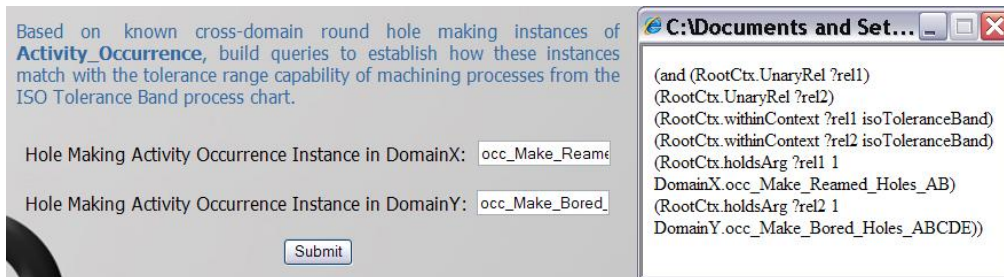 Based on known cross-domain round hole making instances of
Activity_Occurrence, build queries to establish how these instances
match with the tolerance range capability of machining processes from the
ISO Tolerance Band process chart.
Hole Making Activity Occurrence Instance in DomainX: occ_Make_Reame
Hole Making Activity Occurrence Instance in DomainY: occ_Make_Bored_
Submit
C:\Documents and Set...
(and (RootCtx.UnaryRel ?rel1)
(RootCtx.UnaryRel ?rel2)
(RootCtx.withinContext ?rel1 isoToleranceBand)
(RootCtx.withinContext ?rel2 isoToleranceBand)
(RootCtx.holdsArg ?rel1 1
DomainX.occ_Make_Reamed_Holes_AB)
(RootCtx.holdsArg ?rel2 1
DomainY.occ_Make_Bored_Holes_ABCDE))